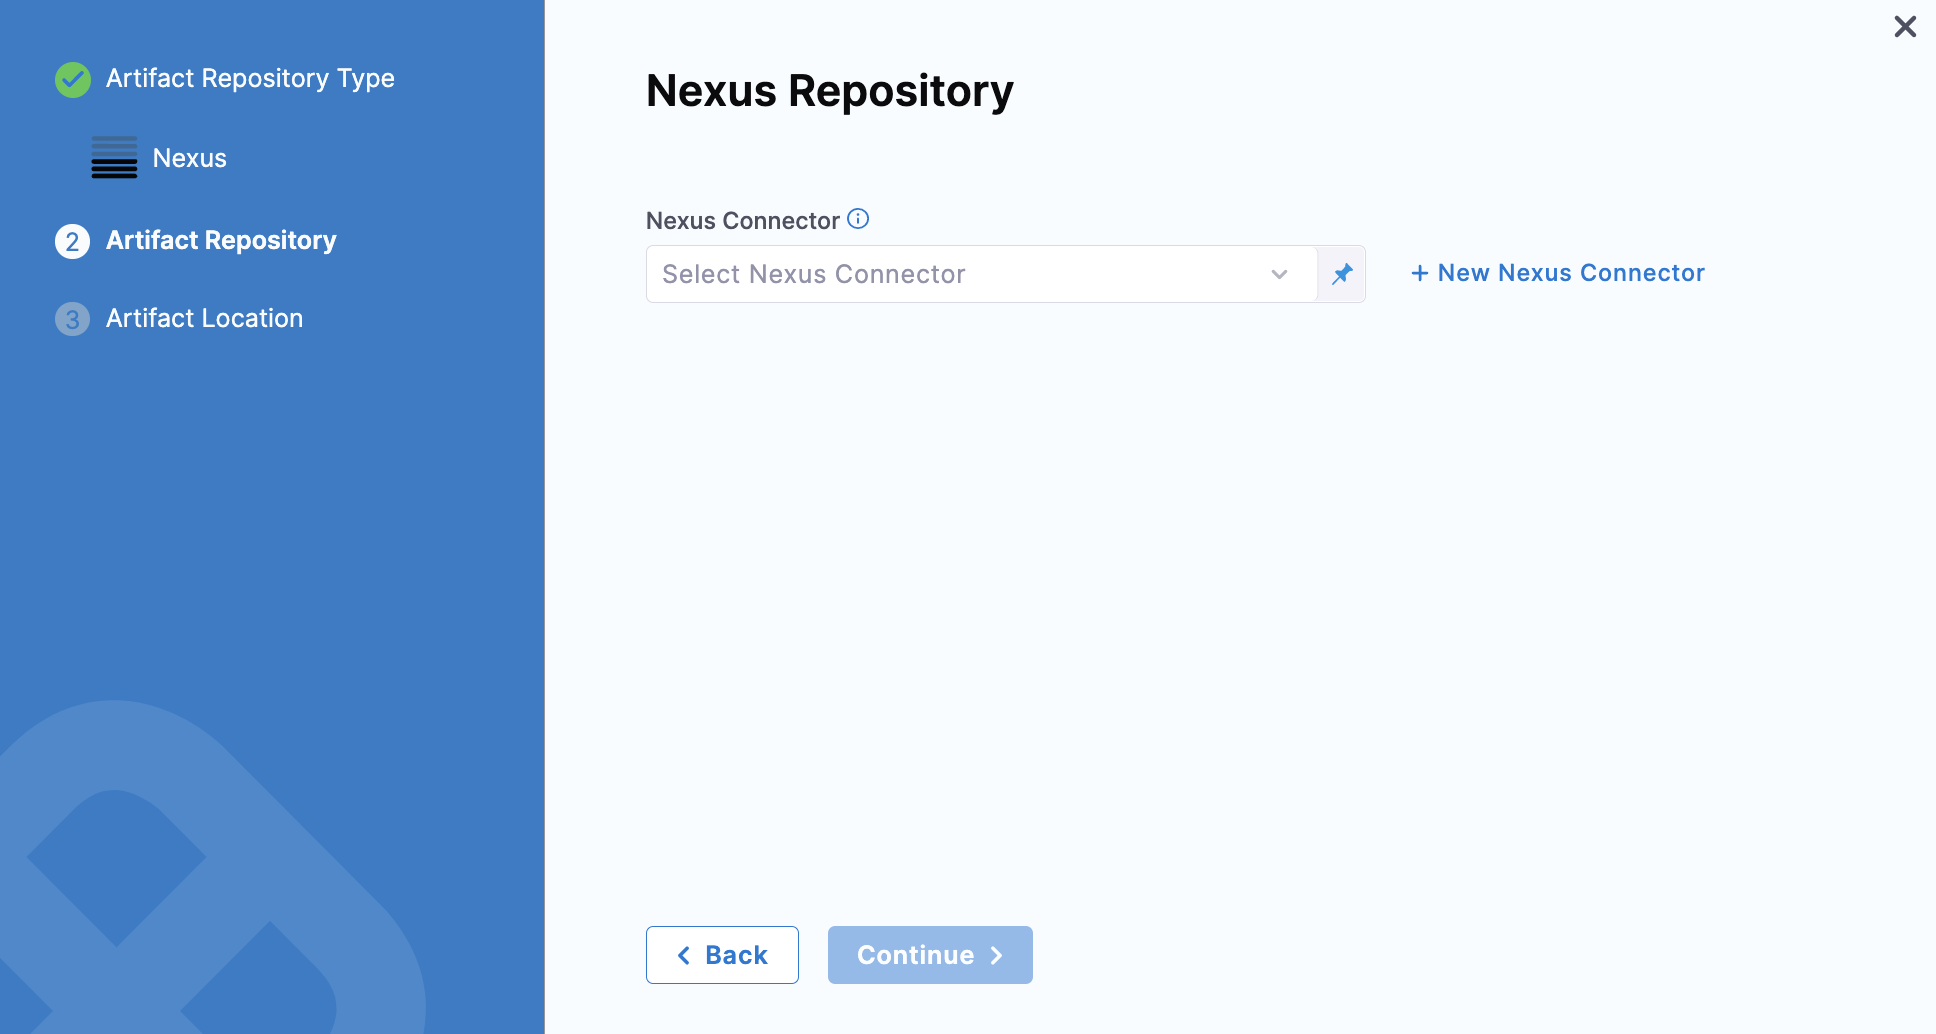 Artifact Repository Type
Nexus
2 Artifact Repository
3 Artifact Location
Nexus Repository
Nexus Connector
Select Nexus Connector
+ New Nexus Connector
Back
Continue